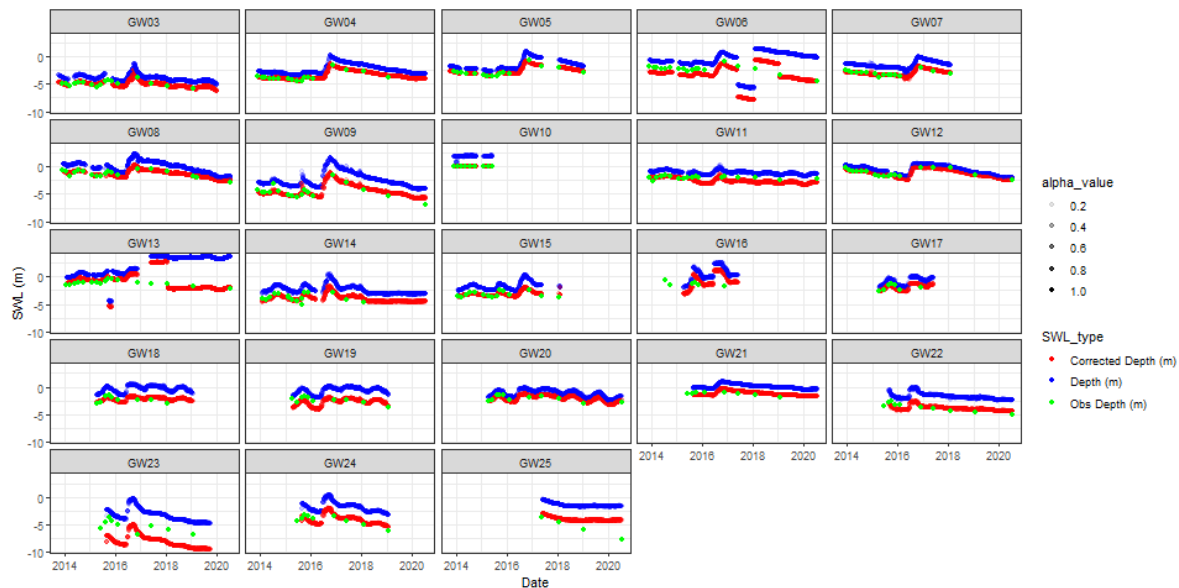 GW03 GW04 GW05 GW06 GW07
0
-5
-10
GW08 GW09 GW10 GW11 GW12
0
-5
-10
GW13 GW14 GW15 GW16 GW17
0
-5
-10
GW18 GW19 GW20 GW21 GW22
0
-5
-10
2014 2016 2018 2020 2014 2016 2018 2020
GW23 GW24 GW25
0
-5
-10
2014 2016 2018 2020 2014 2016 2018 2020 2014 2016 2018 2020
Date
SWL (m)
alpha_value
0.2
0.4
0.6
0.8
1.0
SWL_type
Corrected Depth (m)
Depth (m)
Obs Depth (m)